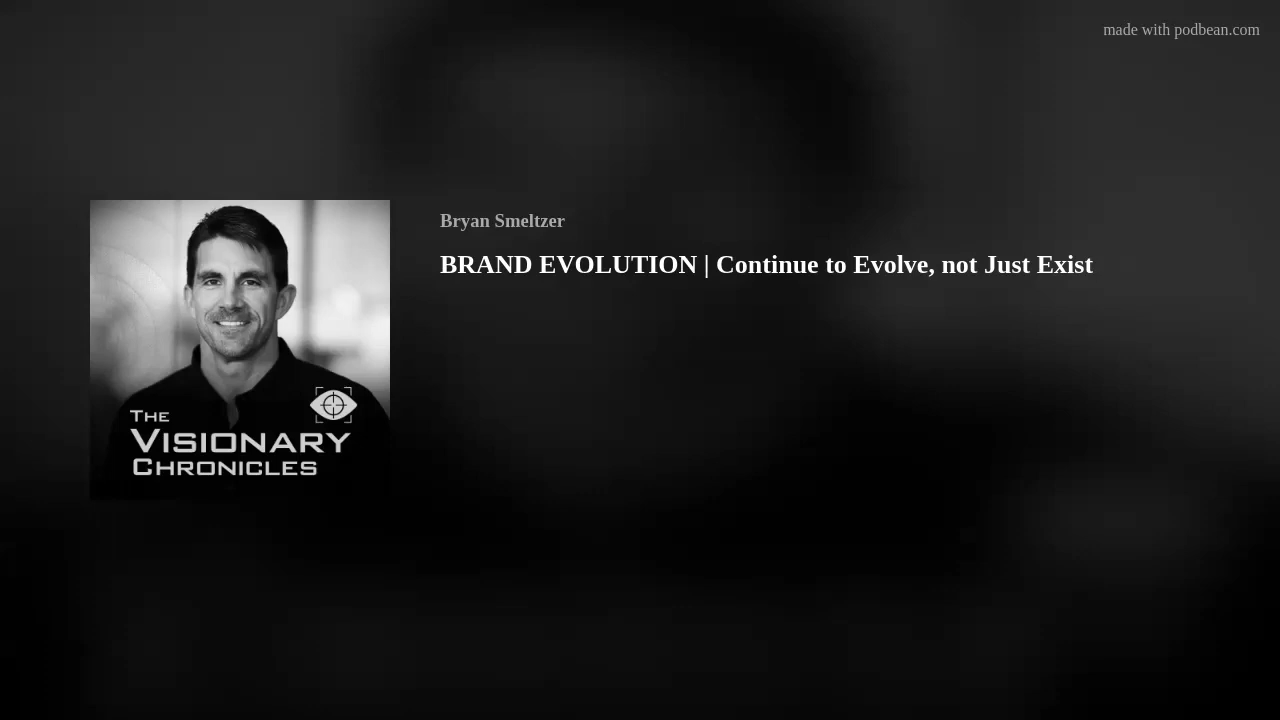 made with podbean.com
Bryan Smeltzer
BRAND EVOLUTION | Continue to Evolve, not Just Exist
THE
VISIONARY
CHRONICLES